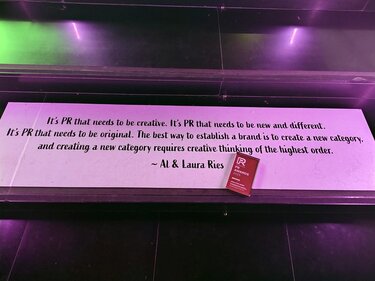 It's PR that needs to be creative. It's PR that needs to be new and different.
It's PR that needs to be original. The best way to establish a brand is to create a new category,
and creating a new category requires creative thinking of the highest order.
~ Al & Laura Ries